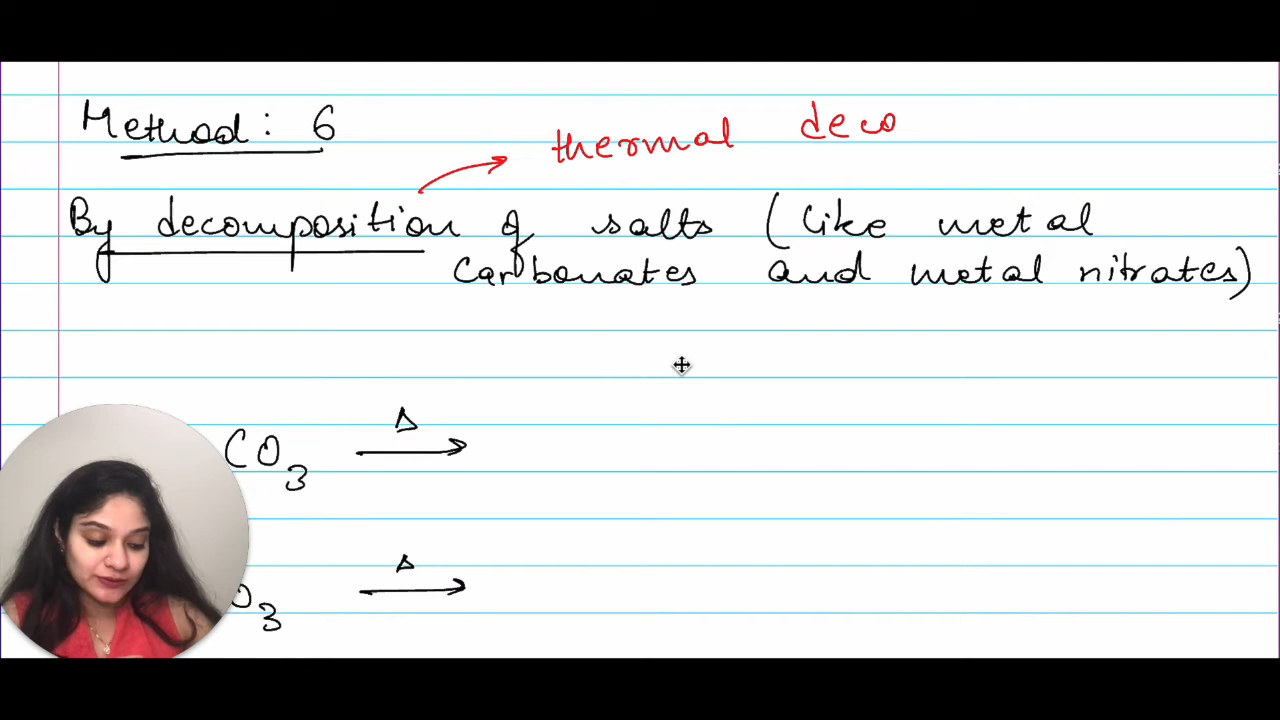 Method: 6
thermal deco
By decomposition of salts (like metal
carbonates and metal nitrates)
CO3 Δ
O3 Δ